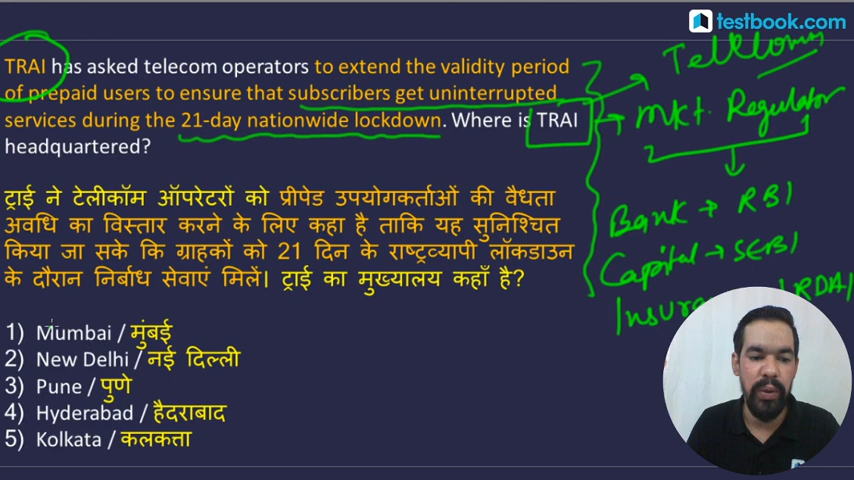 testbook.com
TRAI has asked telecom operators to extend the validity period
of prepaid users to ensure that subscribers get uninterrupted
services during the 21-day nationwide lockdown. Where is TRAI
headquartered?
ट्राई ने टेलीकॉम ऑपरेटरों को प्रीपेड उपयोगकर्ताओं की वैधता
अवधि का विस्तार करने के लिए कहा है ताकि यह सुनिश्चित
किया जा सके कि ग्राहकों को 21 दिन के राष्ट्रव्यापी लॉकडाउन
के दौरान निर्बाध सेवाएं मिलें। ट्राई का मुख्यालय कहाँ है?
1) Mumbai / मुंबई
2) New Delhi / नई दिल्ली
3) Pune / पुणे
4) Hyderabad / हैदराबाद
5) Kolkata / कलकत्ता
Mkt. Regulator
Bank → RBI
Capital → SEBI
IRDAI